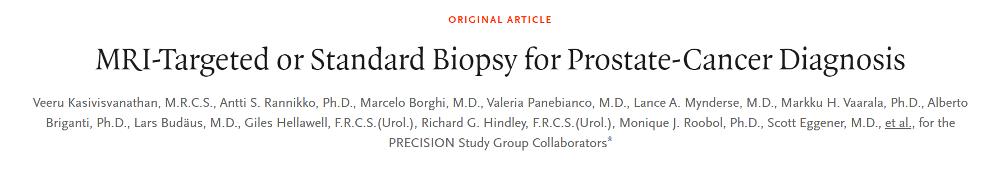 ORIGINAL ARTICLE
MRI-Targeted or Standard Biopsy for Prostate-Cancer Diagnosis
Veeru Kasivisvanathan, M.R.C.S., Antti S. Rannikko, Ph.D., Marcelo Borghi, M.D., Valeria Panebianco, M.D., Lance A. Mynderse, M.D., Markku H. Vaarala, Ph.D., Alberto
Briganti, Ph.D., Lars Budäus, M.D., Giles Hellawell, F.R.C.S.(Urol.), Richard G. Hindley, F.R.C.S.(Urol.), Monique J. Roobol, Ph.D., Scott Eggener, M.D., et al., for the
PRECISION Study Group Collaborators*